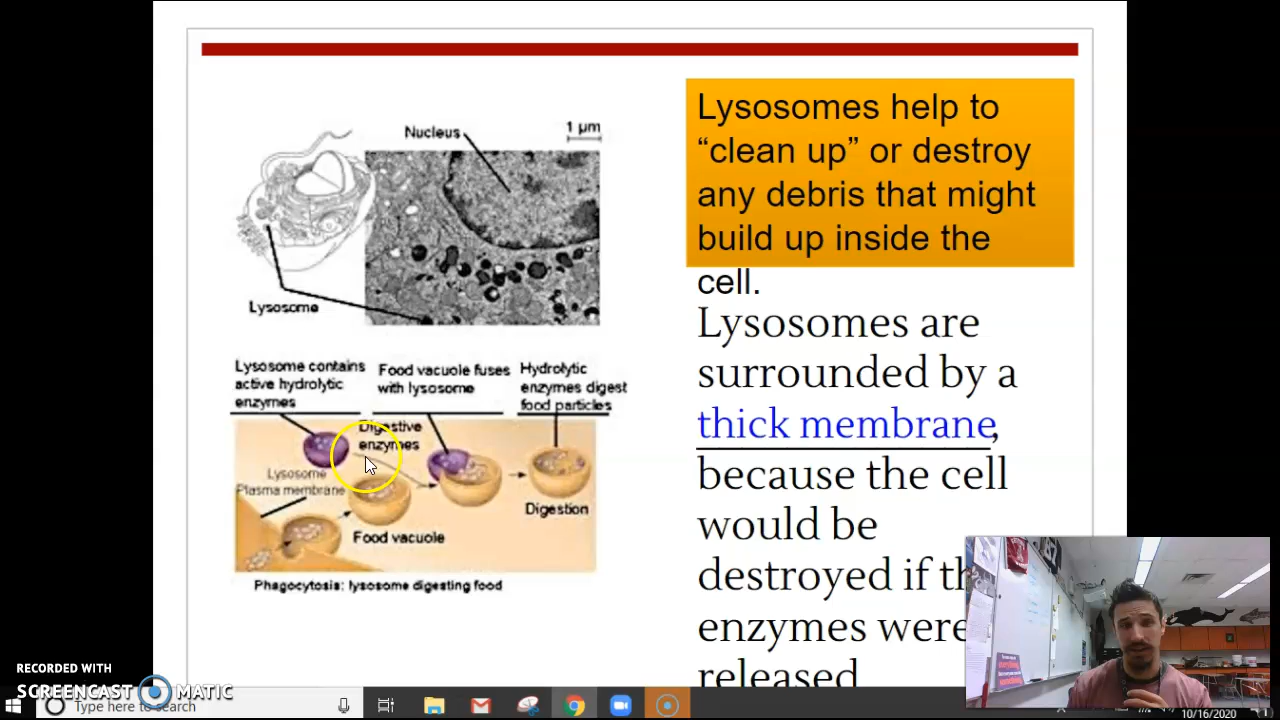 Nucleus
1 µm
Lysosome
Lysosomes help to
“clean up” or destroy
any debris that might
build up inside the
cell.
Lysosomes are
surrounded by a
thick membrane,
because the cell
would be
destroyed if th
enzymes were
released
Lysosome contains
active hydrolytic
enzymes
Food vacuole fuses
with lysosome
Hydrolytic
enzymes digest
food particles
Digestive
enzymes
Lysosome
Plasma membrane
Digestion
Food vacuole
Phagocytosis: lysosome digesting food
RECORDED WITH
SCREENCAST MATIC
Type here to search
10/16/2020